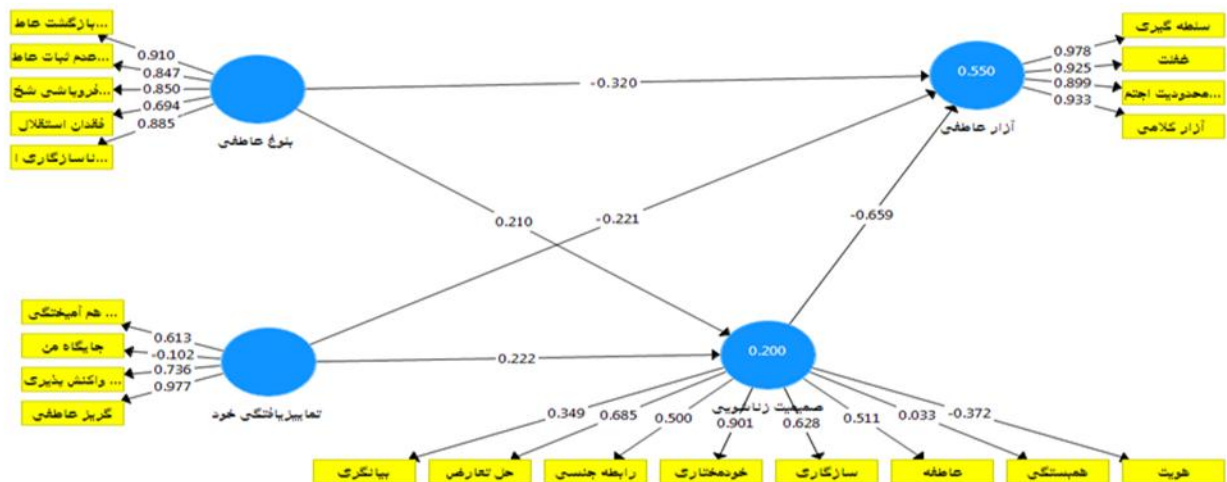 بازگشت عاط...
عدم ثبات عاط...
فروپاشی شخ...
فقدان استقلال
ناسازگاری ا...
0.910
0.847
0.850
0.694
0.885
بلوغ عاطفی
-0.320
0.550
آزار عاطفی
0.978
0.925
0.899
0.933
سلطه گیری
غفلت
محدودیت اجتم...
آزار کلامی
0.210
-0.221
-0.659
هم آمیختگی ...
جایگاه من
واکنش پذیری ...
گریز عاطفی
0.613
-0.102
0.736
0.977
تماییزیافتگی خود
0.222
0.200
صمیمیت زناشویی
0.349
0.685
0.500
0.901
0.628
0.511
0.033
-0.372
بیانگری
حل تعارض
رابطه جنسی
خودمختاری
سازگاری
عاطفه
همبستگی
هویت